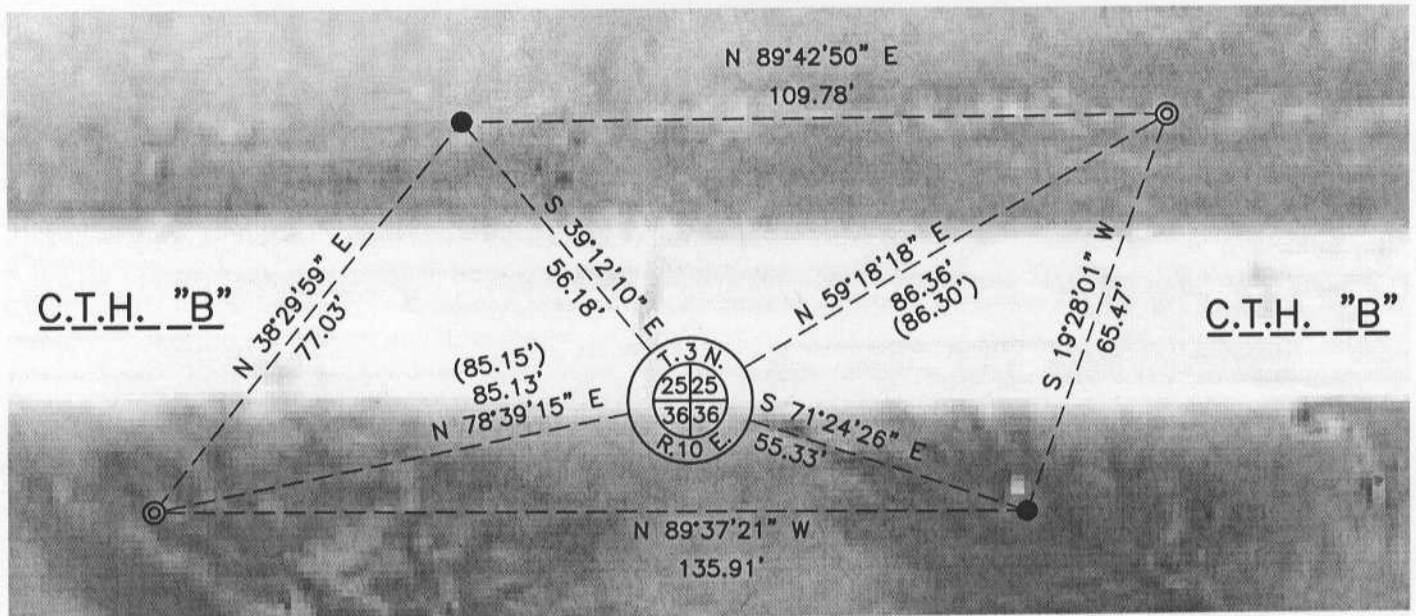 N 89°42'50" E
109.78'
S 39°12'10" E
56.18'
N 59°18'18" E
86.36'
(86.30')
S 19°28'01" W
65.47'
N 38°29'59" E
77.03'
C.T.H. "B"
C.T.H. "B"
(85.15')
85.13'
N 78°39'15" E
T. 3 N.
25 25
36 36
R. 10 E.
S 71°24'26" E
55.33'
N 89°37'21" W
135.91'